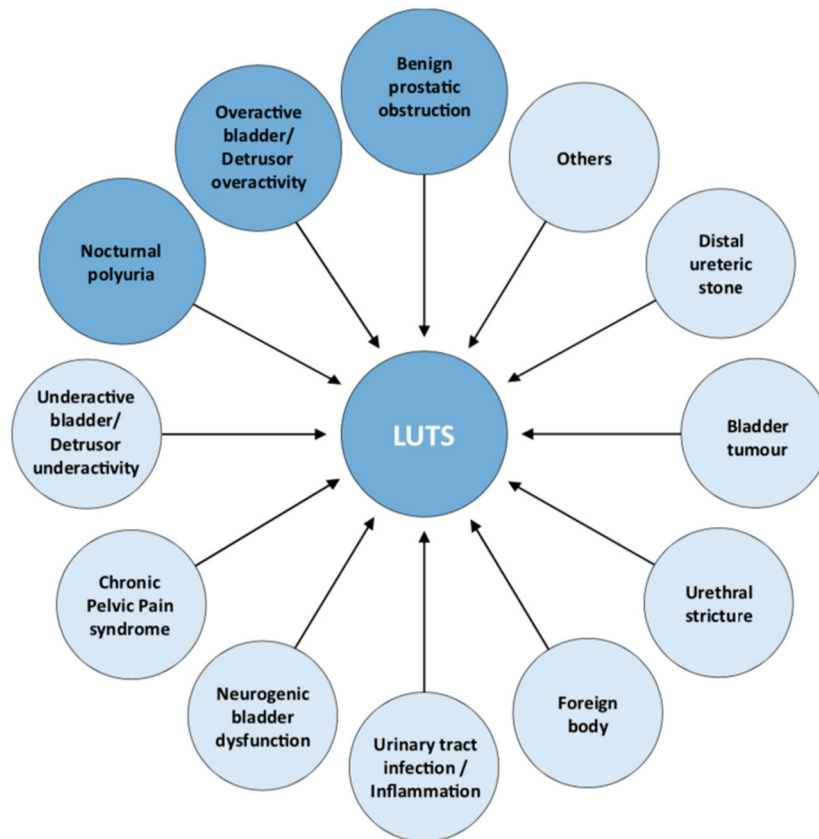 Benign
prostatic
obstruction
Others
Distal
ureteric
stone
Bladder
tumour
Urethral
stricture
Foreign
body
Urinary tract
infection /
Inflammation
Neurogenic
bladder
dysfunction
Chronic
Pelvic Pain
syndrome
Underactive
bladder/
Detrusor
underactivity
Nocturnal
polyuria
Overactive
bladder/
Detrusor
overactivity
LUTS